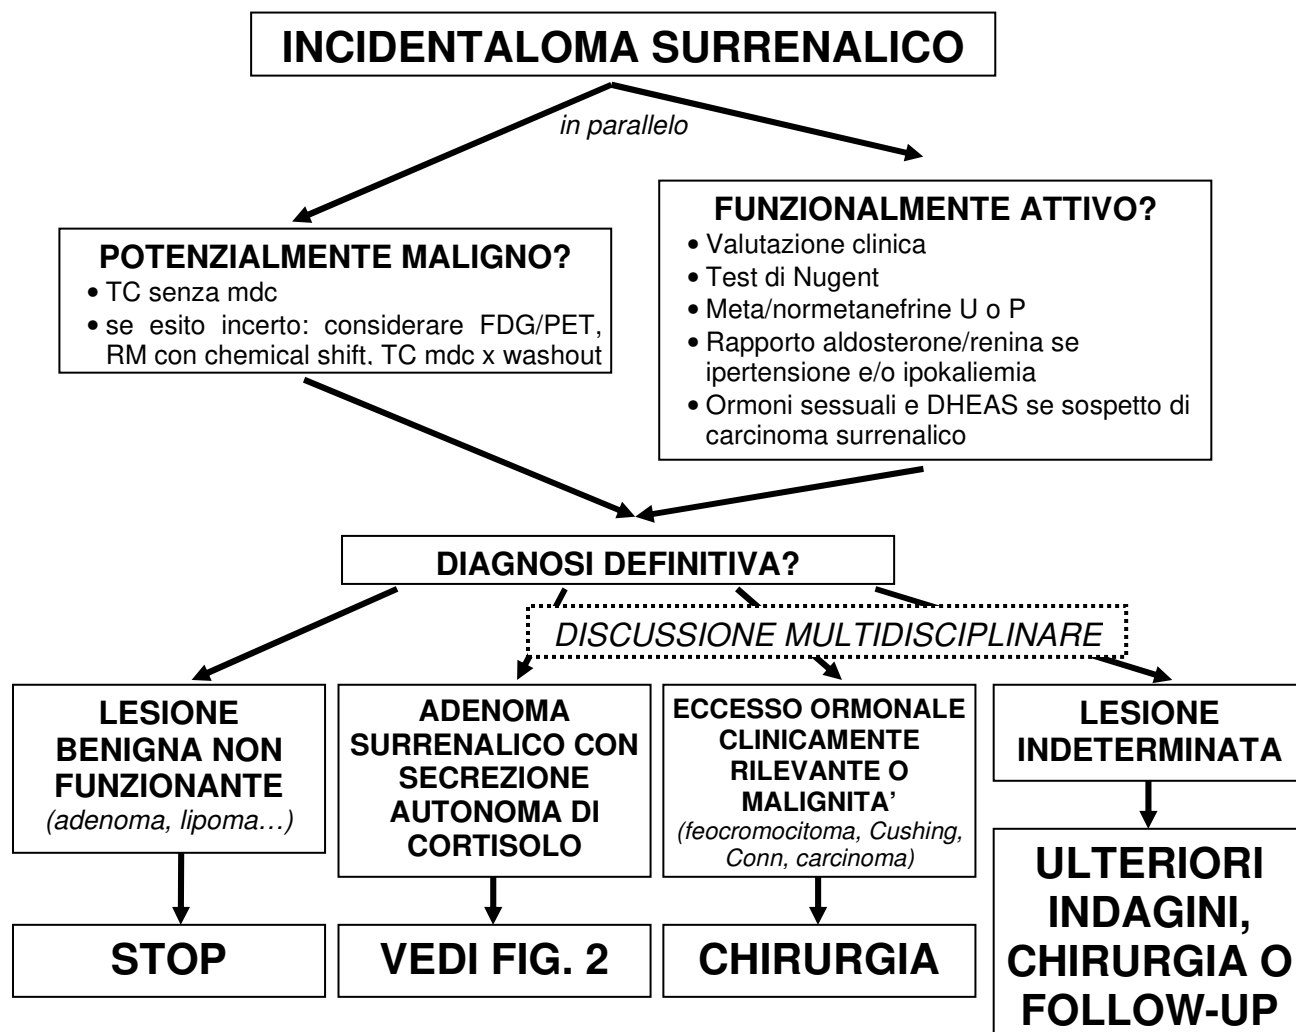 INCIDENTALOMA SURRENALICO
in parallelo
POTENZIALMENTE MALIGNO?
• TC senza mdc
• se esito incerto: considerare FDG/PET,
RM con chemical shift, TC mdc x washout
FUNZIONALMENTE ATTIVO?
• Valutazione clinica
• Test di Nugent
• Meta/normetanefrine U o P
• Rapporto aldosterone/renina se
ipertensione e/o ipokaliemia
• Ormoni sessuali e DHEAS se sospetto di
carcinoma surrenalico
DIAGNOSI DEFINITIVA?
DISCUSSIONE MULTIDISCIPLINARE
LESIONE
BENIGNA NON
FUNZIONANTE
(adenoma, lipoma…)
ADENOMA
SURRENALICO CON
SECREZIONE
AUTONOMA DI
CORTISOLO
ECCESSO ORMONALE
CLINICAMENTE
RILEVANTE O
MALIGNITA’
(feocromocitoma, Cushing,
Conn, carcinoma)
LESIONE
INDETERMINATA
STOP
VEDI FIG. 2
CHIRURGIA
ULTERIORI
INDAGINI,
CHIRURGIA O
FOLLOW-UP